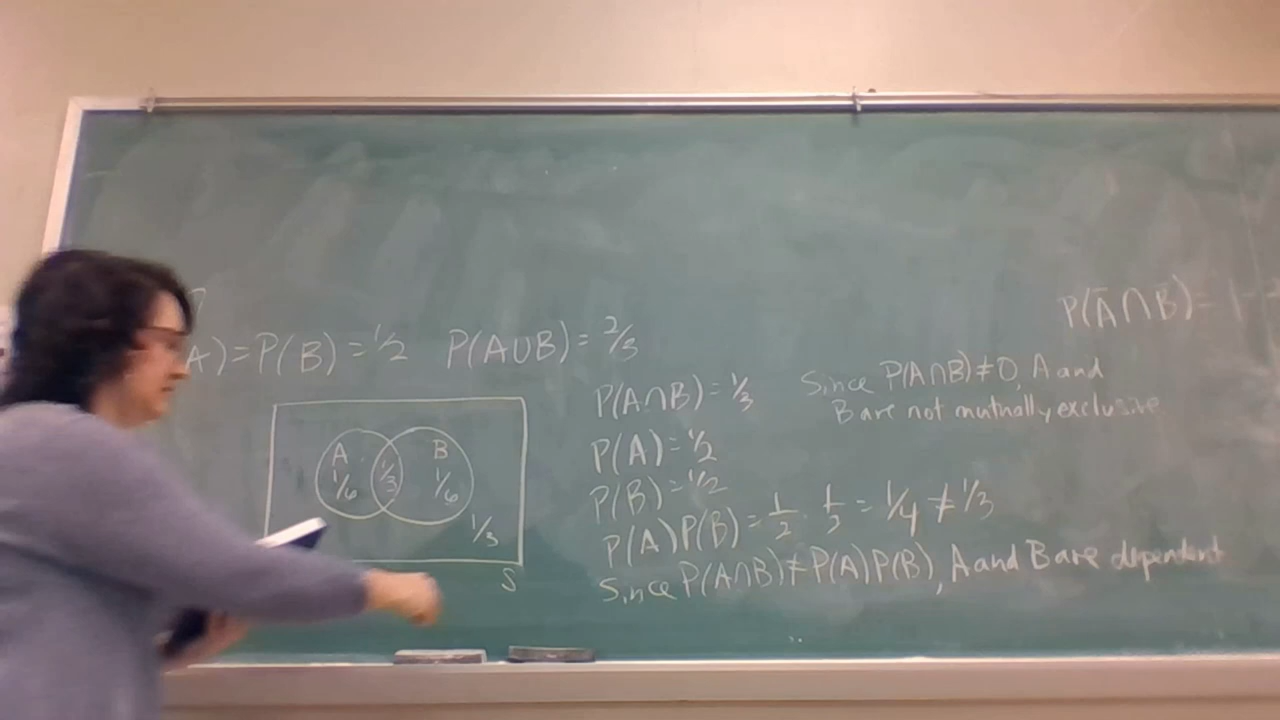 A)=P(B)=1/2 P(A∪B)=2/3
A B
1/6 1/3 1/6
1/3
S
P(A∩B)=1/3
P(A)=1/2
P(B)=1/2
P(A)P(B)=1/2 · 1/2 = 1/4 ≠ 1/3
Since P(A∩B)≠P(A)P(B), A and B are dependent
Since P(A∩B)≠0, A and
B are not mutually exclusive
P(A̅∩B̅)=1-